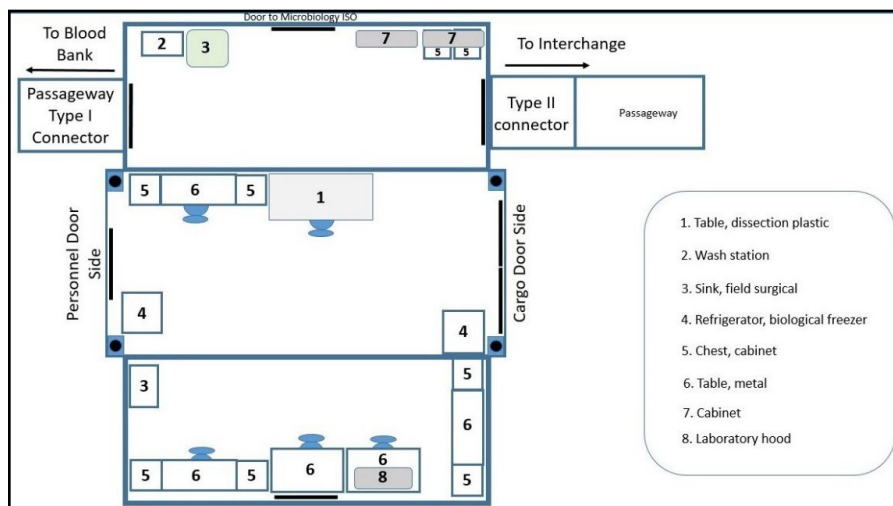 Door to Microbiology ISO
To Blood
Bank
2
3
7
7
5
5
To Interchange
Passageway
Type I
Connector
Type II
connector
Passageway
5
6
5
1
Personnel Door
Side
Cargo Door Side
4
4
3
5
6
5
5
6
5
6
6
8
1. Table, dissection plastic
2. Wash station
3. Sink, field surgical
4. Refrigerator, biological freezer
5. Chest, cabinet
6. Table, metal
7. Cabinet
8. Laboratory hood